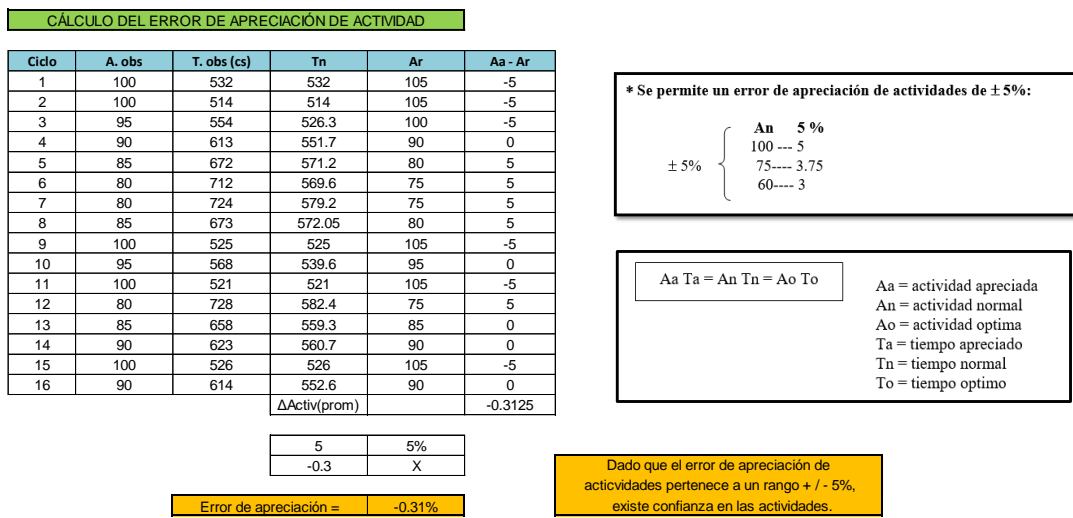 CÁLCULO DEL ERROR DE APRECIACIÓN DE ACTIVIDAD
Ciclo A. obs T. obs (cs) Tn Ar Aa - Ar
1 100 532 532 105 -5
2 100 514 514 105 -5
3 95 554 526.3 100 -5
4 90 613 551.7 90 0
5 85 672 571.2 80 5
6 80 712 569.6 75 5
7 80 724 579.2 75 5
8 85 673 572.05 80 5
9 100 525 525 105 -5
10 95 568 539.6 95 0
11 100 521 521 105 -5
12 80 728 582.4 75 5
13 85 658 559.3 85 0
14 90 623 560.7 90 0
15 100 526 526 105 -5
16 90 614 552.6 90 0
ΔActiv(prom) -0.3125
5 5%
-0.3 X
Error de apreciación = -0.31%
* Se permite un error de apreciación de actividades de ± 5%:
An 5 %
100 --- 5
± 5% 75---- 3.75
60---- 3
Aa Ta = An Tn = Ao To
Aa = actividad apreciada
An = actividad normal
Ao = actividad optima
Ta = tiempo apreciado
Tn = tiempo normal
To = tiempo optimo
Dado que el error de apreciación de
acticvidades pertenece a un rango + / - 5%,
existe confianza en las actividades.